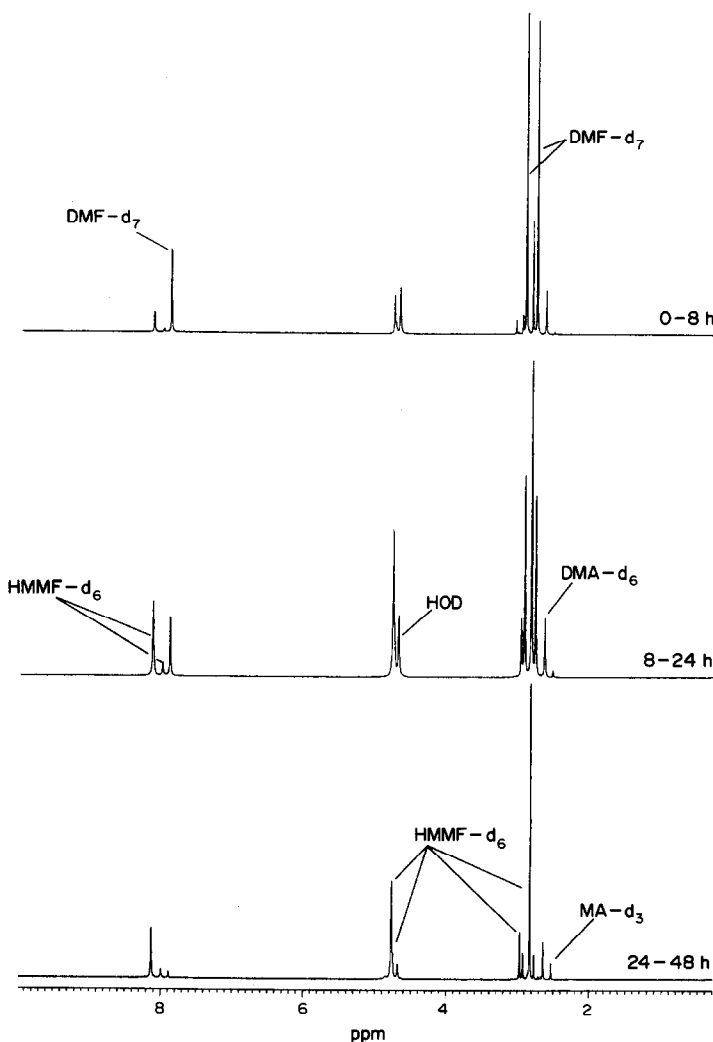 DMF-d₇
DMF-d₇
0-8 h
HMMF-d₆
HOD
DMA-d₆
8-24 h
HMMF-d₆
MA-d₃
24-48 h
8 6 4 2
ppm